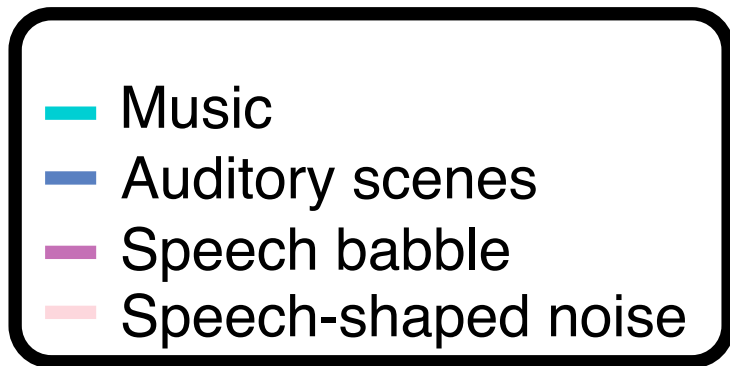 Music
Auditory scenes
Speech babble
Speech-shaped noise